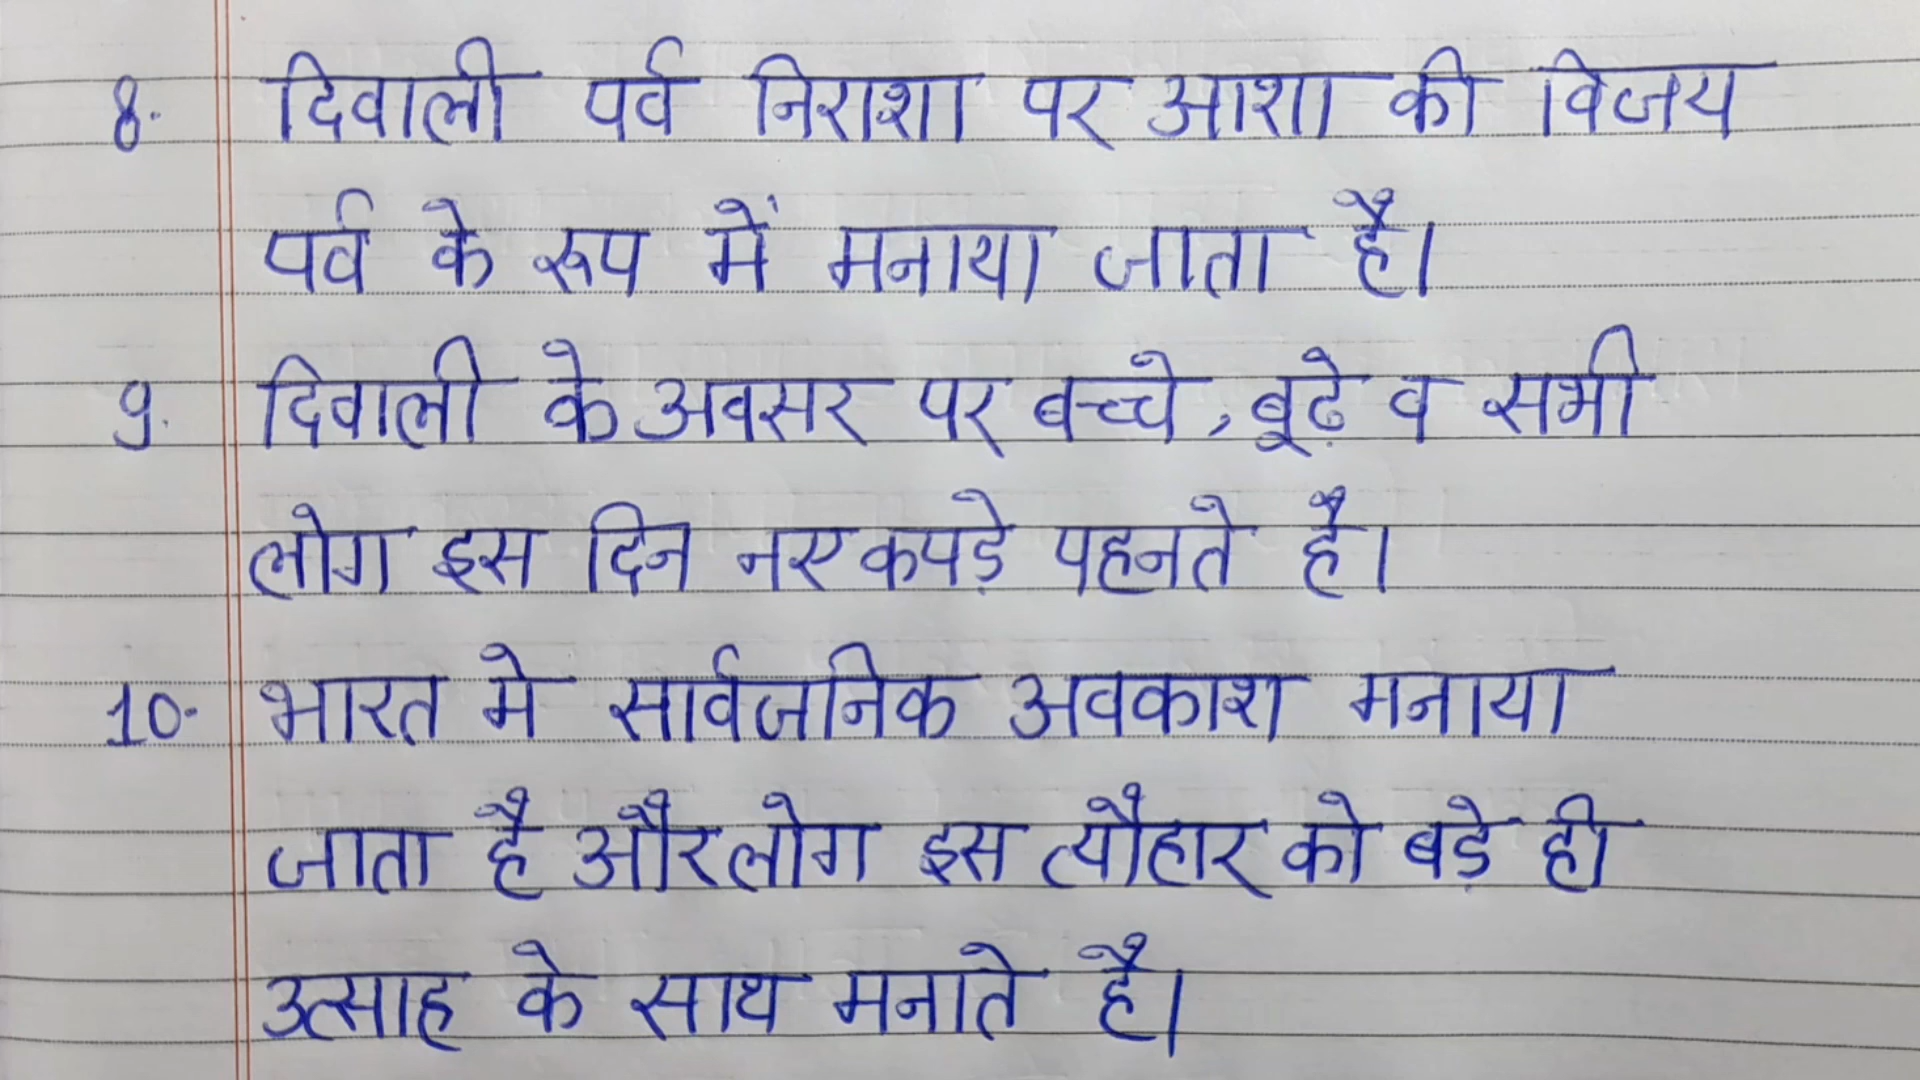 8. दिवाली पर्व निराशा पर आशा की विजय
पर्व के रूप में मनाया जाता है।
9. दिवाली के अवसर पर बच्चे, बूढ़े व सभी
लोग इस दिन नए कपड़े पहनते है।
10. भारत मे सार्वजनिक अवकाश मनाया
जाता है और लोग इस त्यौहार को बड़े ही
उत्साह के साथ मनाते है।